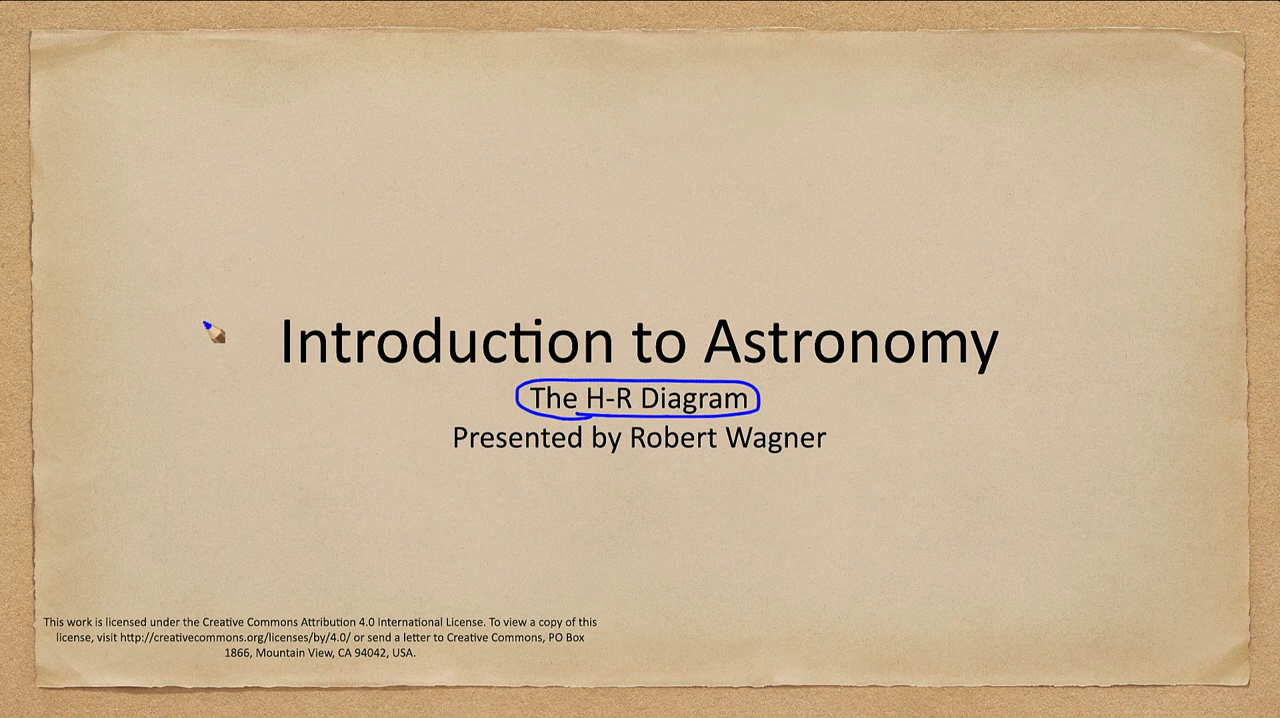 Introduction to Astronomy
The H-R Diagram
Presented by Robert Wagner
This work is licensed under the Creative Commons Attribution 4.0 International License. To view a copy of this
license, visit http://creativecommons.org/licenses/by/4.0/ or send a letter to Creative Commons, PO Box
1866, Mountain View, CA 94042, USA.